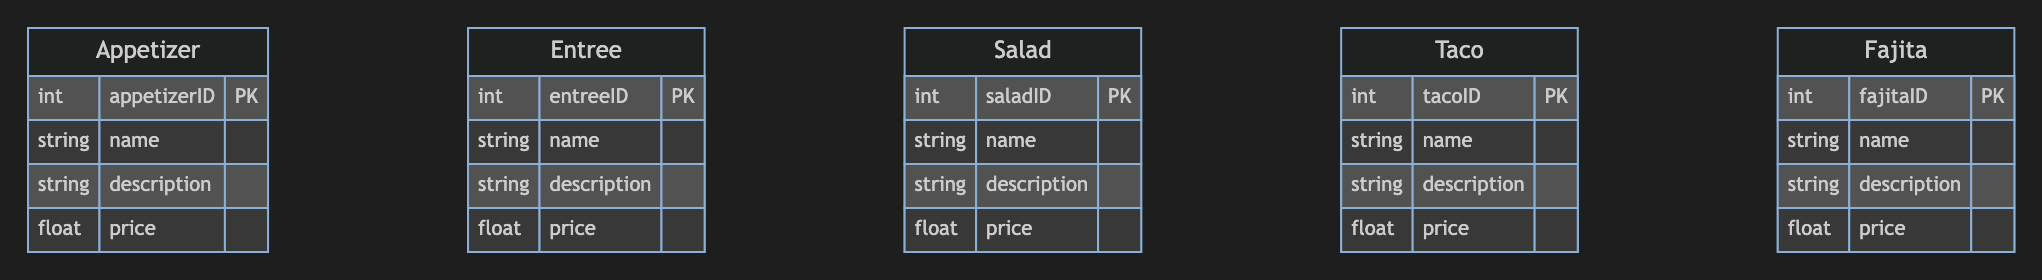 Appetizer
int appetizerID PK
string name
string description
float price
Entree
int entreeID PK
string name
string description
float price
Salad
int saladID PK
string name
string description
float price
Taco
int tacoID PK
string name
string description
float price
Fajita
int fajitaID PK
string name
string description
float price